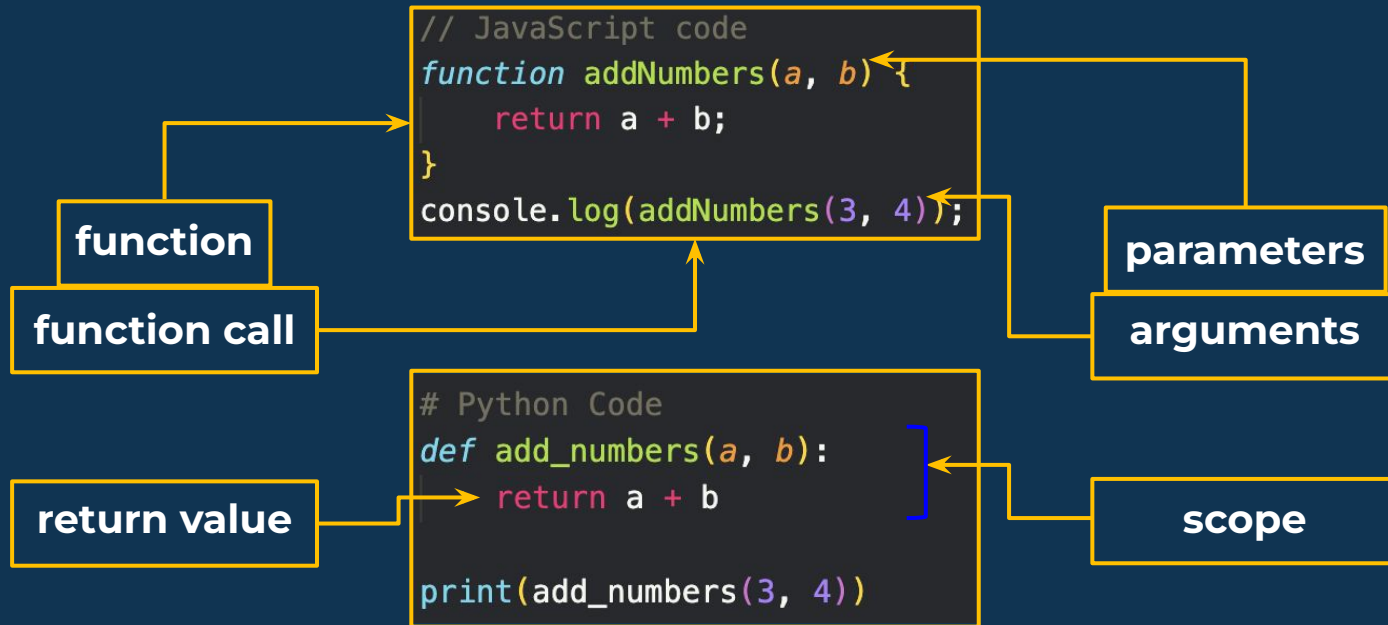 // JavaScript code
function addNumbers(a, b) {
    return a + b;
}
console.log(addNumbers(3, 4));
function
function call
parameters
arguments
# Python Code
def add_numbers(a, b):
    return a + b
print(add_numbers(3, 4))
return value
scope